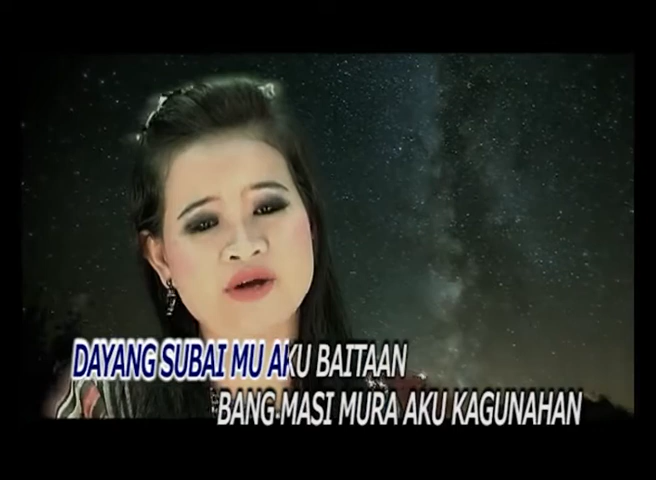 DAYANG SUBAI MU AKU BAITAAN
BANG MASI MURA AKU KAGUNAHAN